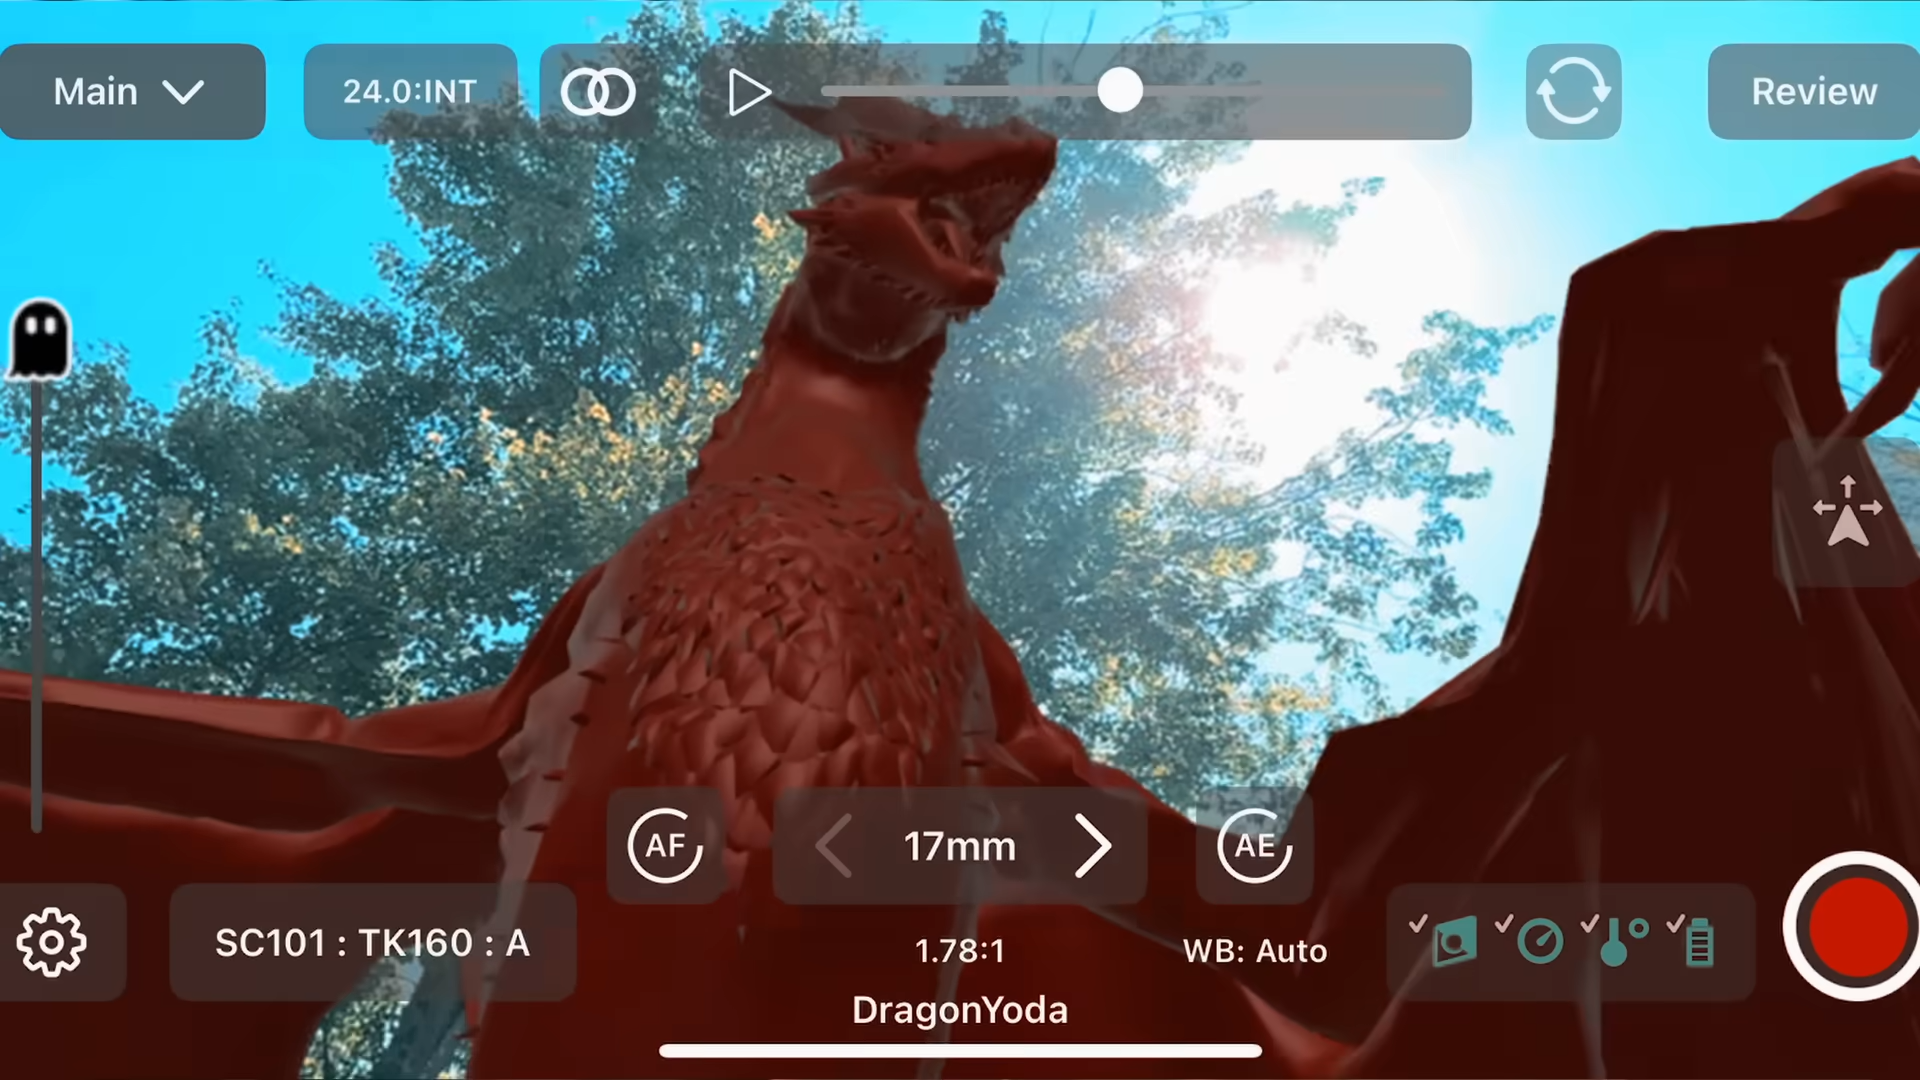 Main
24.0:INT
Review
AF
17mm
AE
SC101 : TK160 : A
1.78:1
WB: Auto
DragonYoda